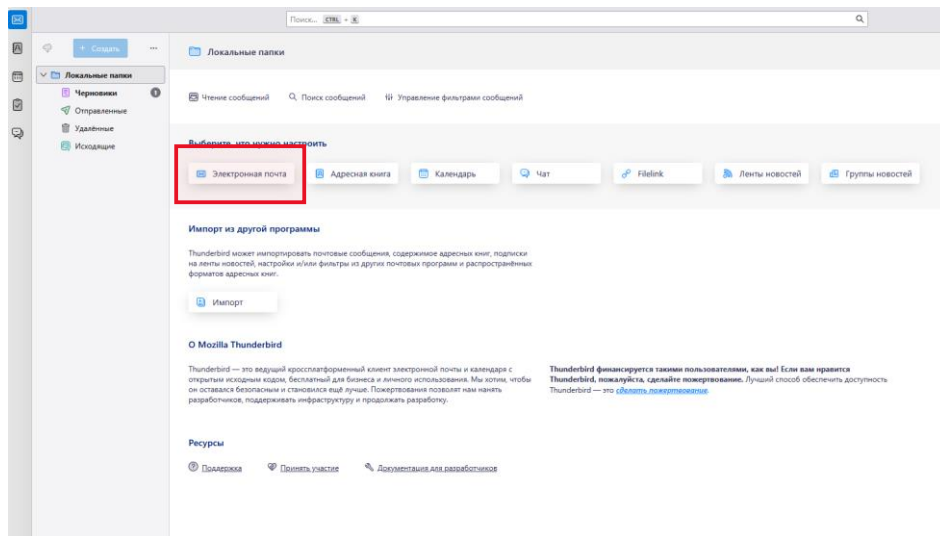 Поиск... CTRL + K
+ Создать ...
Локальные папки
Черновики 1
Отправленные
Удалённые
Исходящие
Локальные папки
Чтение сообщений Поиск сообщений Управление фильтрами сообщений
Выберите, что нужно настроить
Электронная почта Адресная книга Календарь Чат Filelink Ленты новостей Группы новостей
Импорт из другой программы
Thunderbird может импортировать почтовые сообщения, содержимое адресных книг, подписки
на ленты новостей, настройки и/или фильтры из других почтовых программ и распространённых
форматов адресных книг.
Импорт
О Mozilla Thunderbird
Thunderbird — это ведущий кроссплатформенный клиент электронной почты и календаря с
открытым исходным кодом, бесплатный для бизнеса и личного использования. Мы хотим, чтобы
он оставался безопасным и становился ещё лучше. Пожертвования позволят нам нанять
разработчиков, поддерживать инфраструктуру и продолжать разработку.
Thunderbird финансируется такими пользователями, как вы! Если вам нравится
Thunderbird, пожалуйста, сделайте пожертвование. Лучший способ обеспечить доступность
Thunderbird — это сделать пожертвование.
Ресурсы
Поддержка Принять участие Документация для разработчиков